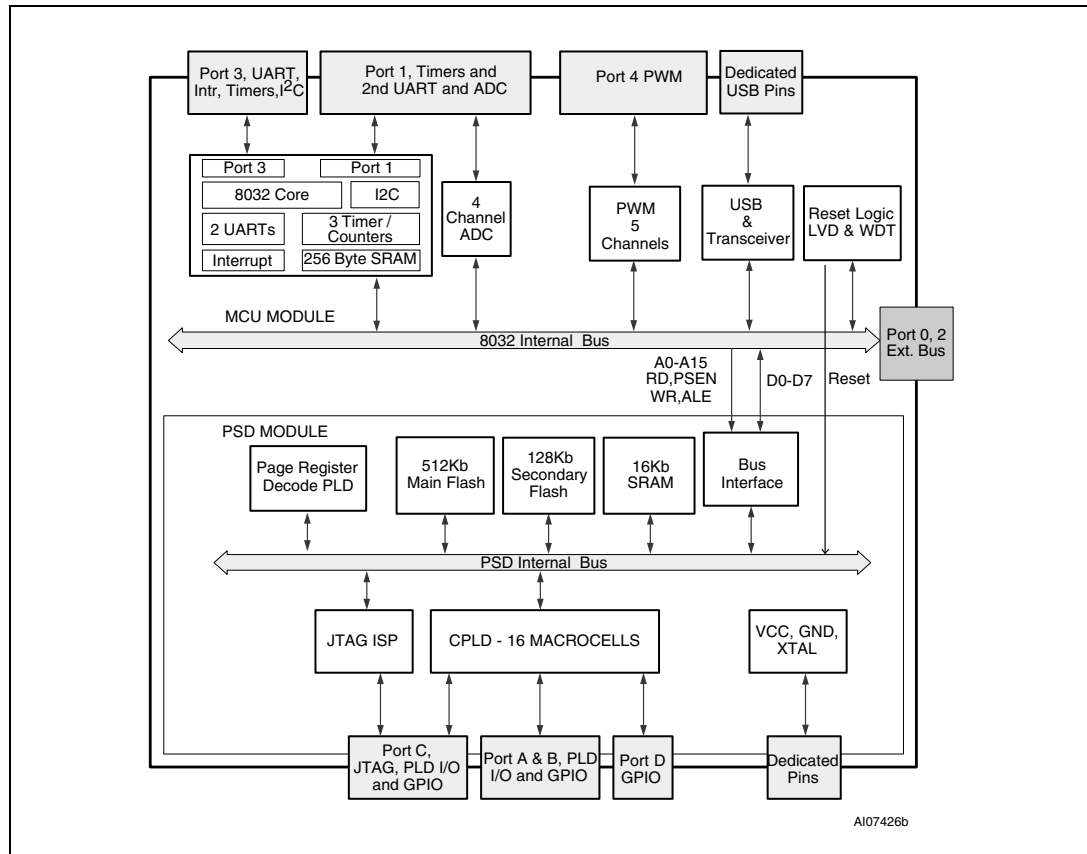 Port 3, UART,
Intr, Timers,I2C
Port 1, Timers and
2nd UART and ADC
Port 4 PWM
Dedicated
USB Pins
Port 3
Port 1
8032 Core
I2C
2 UARTs
3 Timer /
Counters
Interrupt
256 Byte SRAM
4
Channel
ADC
PWM
5
Channels
USB
&
Transceiver
Reset Logic
LVD & WDT
MCU MODULE
8032 Internal Bus
Port 0, 2
Ext. Bus
A0-A15
RD,PSEN
WR,ALE
D0-D7
Reset
PSD MODULE
Page Register
Decode PLD
512Kb
Main Flash
128Kb
Secondary
Flash
16Kb
SRAM
Bus
Interface
PSD Internal Bus
JTAG ISP
CPLD - 16 MACROCELLS
VCC, GND,
XTAL
Port C,
JTAG, PLD I/O
and GPIO
Port A & B, PLD
I/O and GPIO
Port D
GPIO
Dedicated
Pins
AI07426b